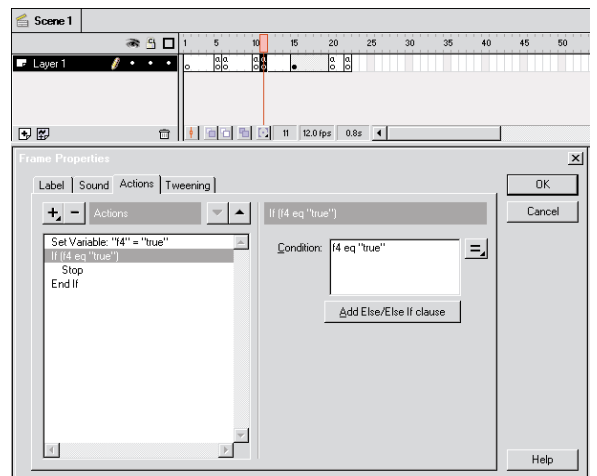 Scene 1
1 5 10 15 20 25 30 35 40 45 50
Layer 1
a a a a a a
11 12.0 fps 0.8s
Frame Properties
Label Sound Actions Tweening
OK
Cancel
Actions
If (f4 eq "true")
Set Variable: "f4" = "true"
If (f4 eq "true")
Stop
End If
Condition: f4 eq "true"
Add Else/Else If clause
Help